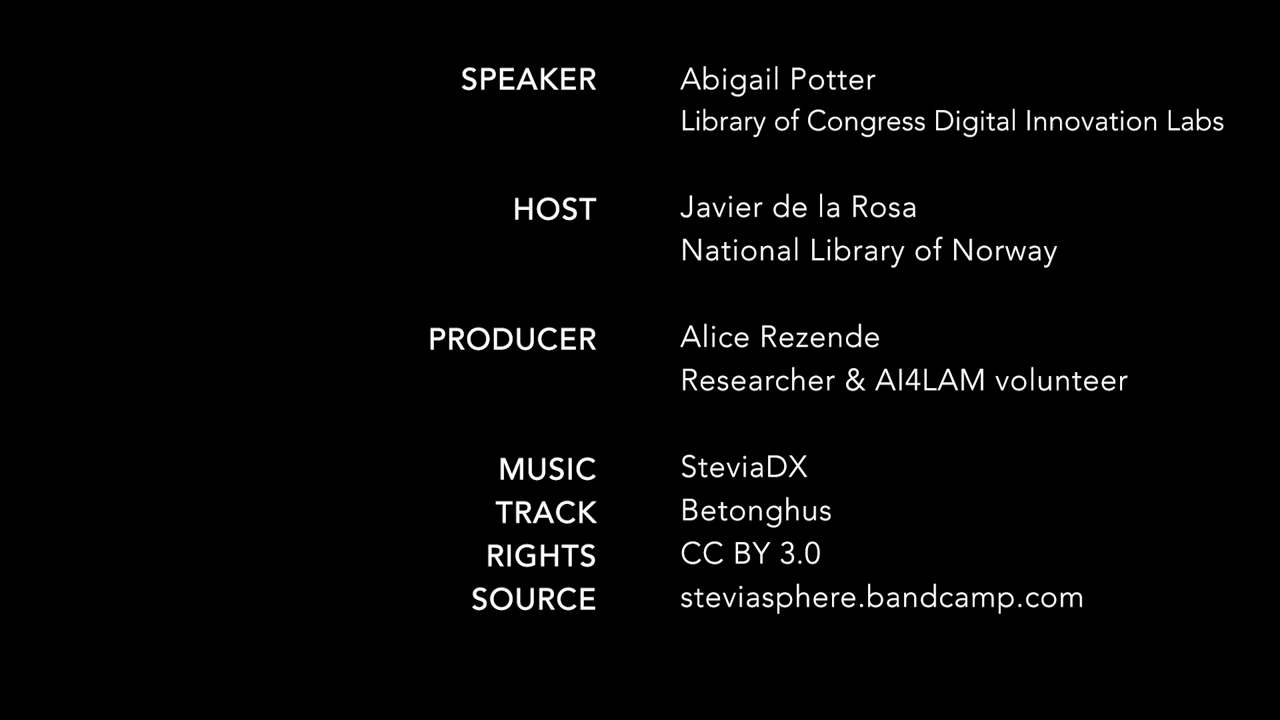 SPEAKER Abigail Potter
Library of Congress Digital Innovation Labs
HOST Javier de la Rosa
National Library of Norway
PRODUCER Alice Rezende
Researcher & AI4LAM volunteer
MUSIC SteviaDX
TRACK Betonghus
RIGHTS CC BY 3.0
SOURCE steviasphere.bandcamp.com